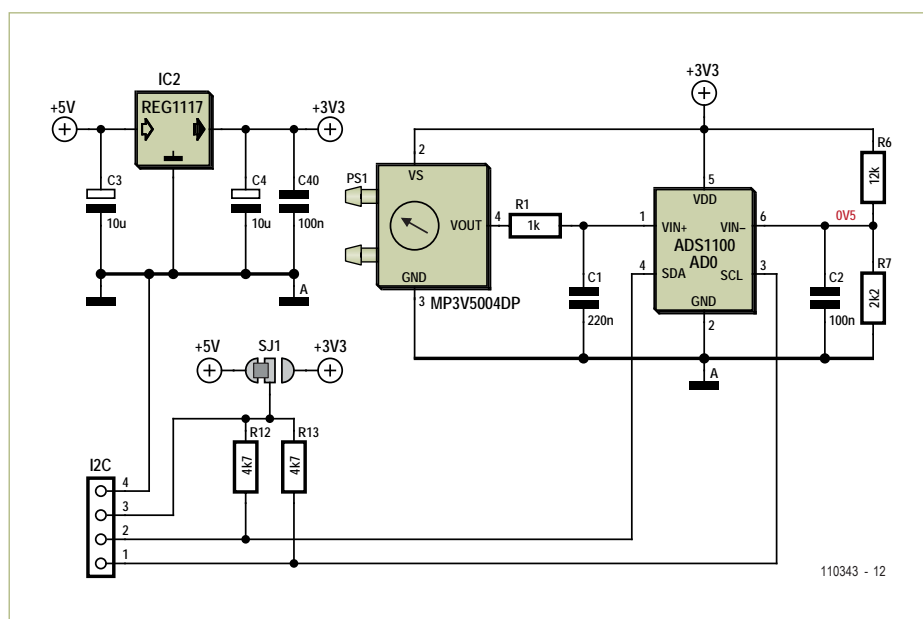 IC2
+5V
REG1117
+3V3
C3
10u
C4
10u
C40
100n
A
+3V3
2
VS
PS1
VOUT
4
GND
3
MP3V5004DP
R1
1k
C1
220n
5
VDD
1
VIN+
VIN–
6
ADS1100
AD0
4
SDA
SCL
3
GND
2
A
0V5
R6
12k
R7
2k2
C2
100n
+5V
SJ1
+3V3
R12
4k7
R13
4k7
I2C
4
3
2
1
110343 - 12